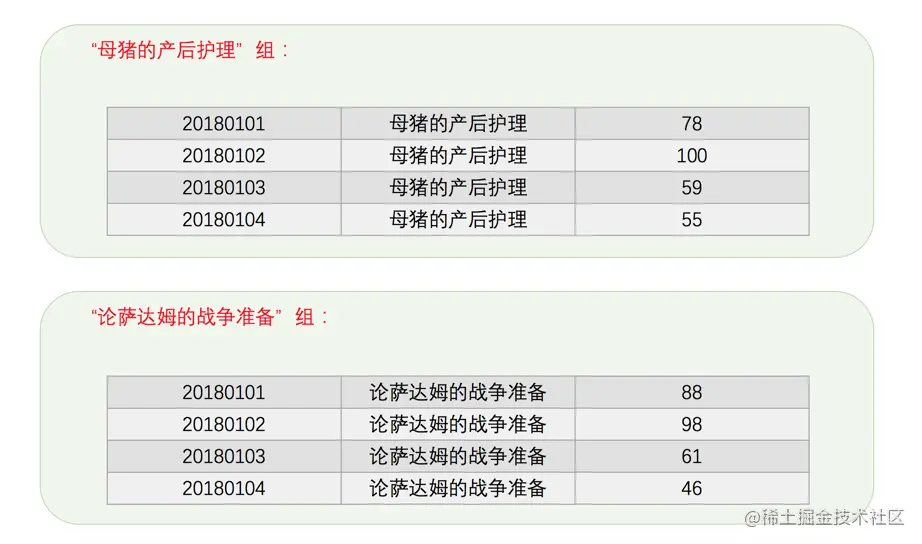 “母猪的产后护理” 组：
20180101 母猪的产后护理 78
20180102 母猪的产后护理 100
20180103 母猪的产后护理 59
20180104 母猪的产后护理 55
“论萨达姆的战争准备” 组：
20180101 论萨达姆的战争准备 88
20180102 论萨达姆的战争准备 98
20180103 论萨达姆的战争准备 61
20180104 论萨达姆的战争准备 46
@稀土掘金技术社区